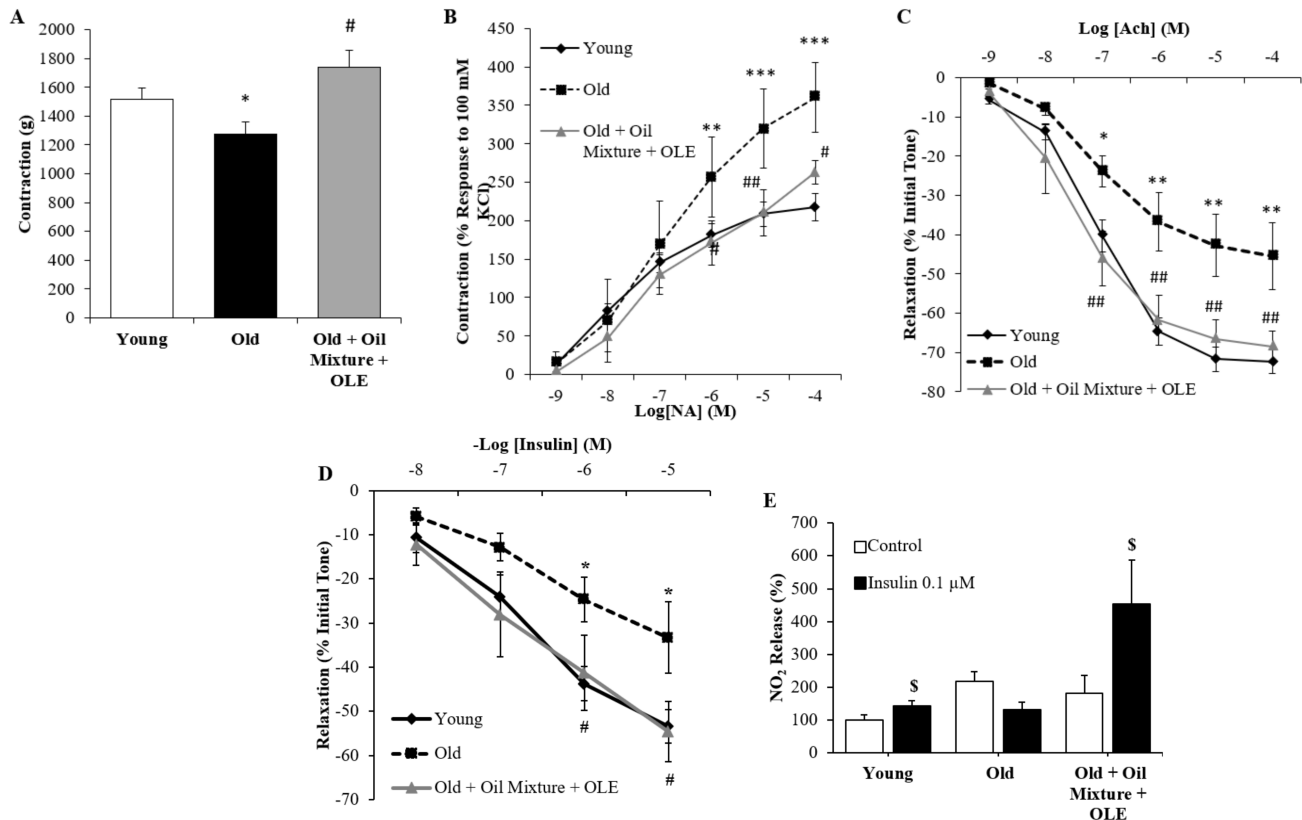 A
Contraction (g)
2000
1800
1600
1400
1200
1000
800
600
400
200
0
*
#
Young
Old
Old + Oil
Mixture +
OLE
B
Contraction (% Response to 100 mM
KCl)
450
400
350
300
250
200
150
100
50
0
Young
Old
Old + Oil
Mixture + OLE
**
***
***
#
##
#
-9 -8 -7 -6 -5 -4
Log[NA] (M)
C
Log [Ach] (M)
-9 -8 -7 -6 -5 -4
Relaxation (% Initial Tone)
0
-10
-20
-30
-40
-50
-60
-70
-80
*
**
**
**
##
##
##
##
Young
Old
Old + Oil Mixture + OLE
D
-Log [Insulin] (M)
-8 -7 -6 -5
Relaxation (% Initial Tone)
0
-10
-20
-30
-40
-50
-60
-70
*
*
#
#
Young
Old
Old + Oil Mixture + OLE
E
NO2 Release (%)
700
600
500
400
300
200
100
0
Control
Insulin 0.1 µM
$
$
Young
Old
Old + Oil
Mixture +
OLE